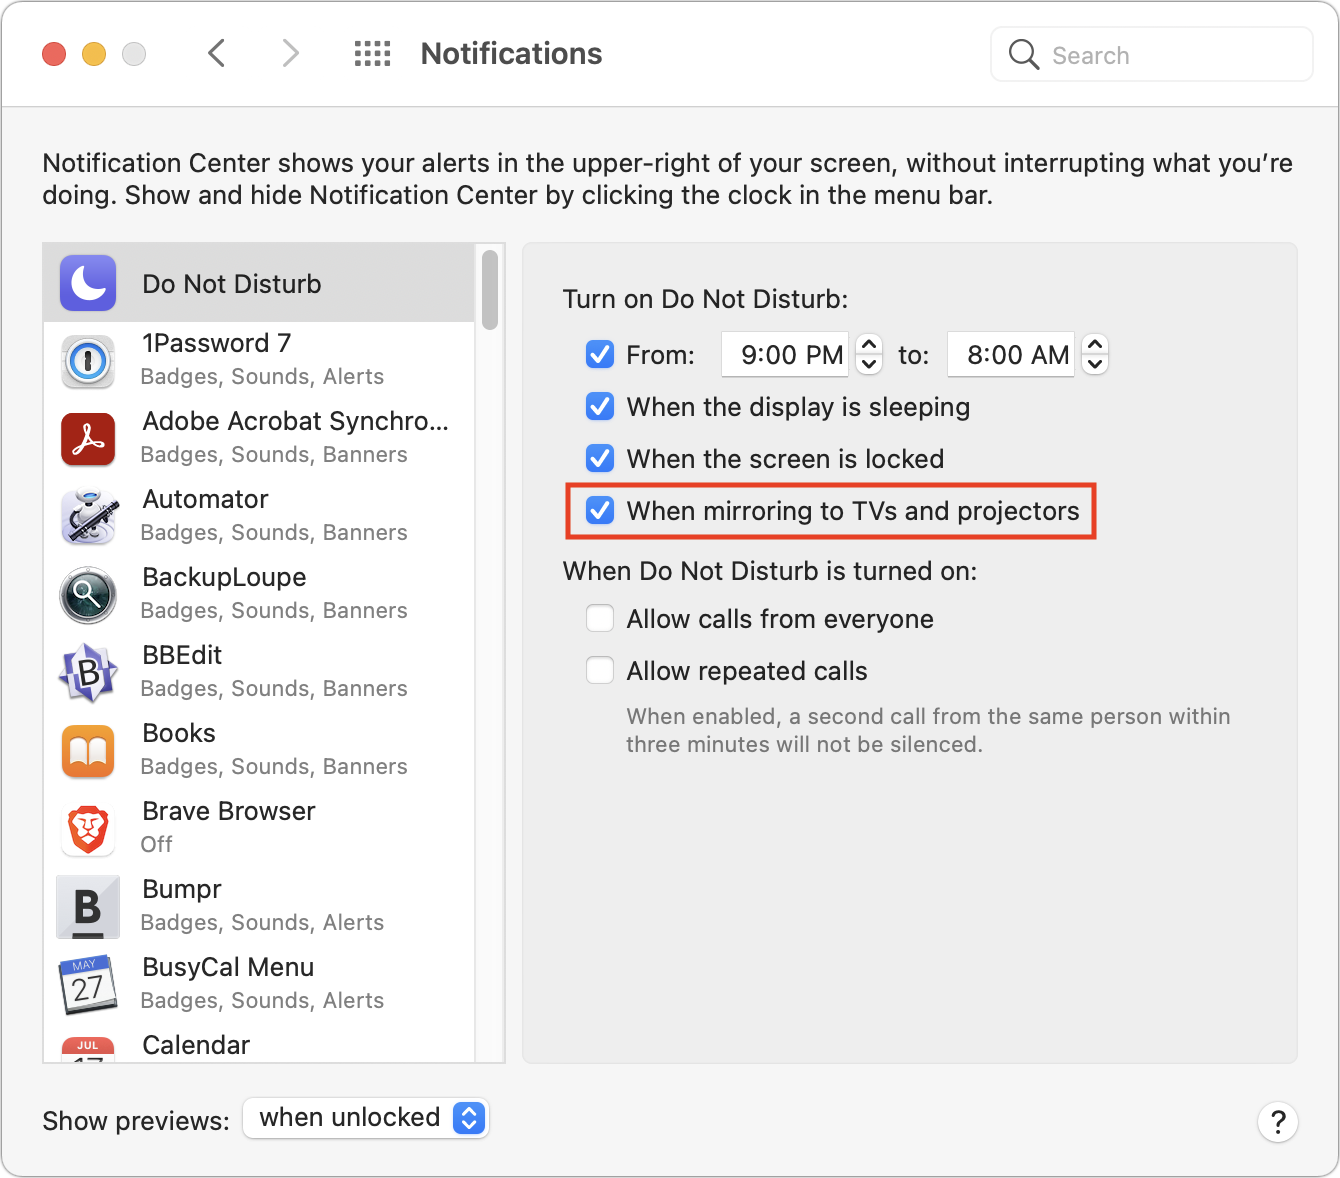 Notifications
Search
Notification Center shows your alerts in the upper-right of your screen, without interrupting what you’re
doing. Show and hide Notification Center by clicking the clock in the menu bar.
Do Not Disturb
1Password 7
Badges, Sounds, Alerts
Adobe Acrobat Synchro...
Badges, Sounds, Banners
Automator
Badges, Sounds, Banners
BackupLoupe
Badges, Sounds, Banners
B
BBEdit
Badges, Sounds, Banners
Books
Badges, Sounds, Banners
Brave Browser
Off
B
Bumpr
Badges, Sounds, Alerts
MAY
27
BusyCal Menu
Badges, Sounds, Alerts
JUL
17
Calendar
Turn on Do Not Disturb:
From: 9:00 PM to: 8:00 AM
When the display is sleeping
When the screen is locked
When mirroring to TVs and projectors
When Do Not Disturb is turned on:
Allow calls from everyone
Allow repeated calls
When enabled, a second call from the same person within
three minutes will not be silenced.
Show previews: when unlocked
?